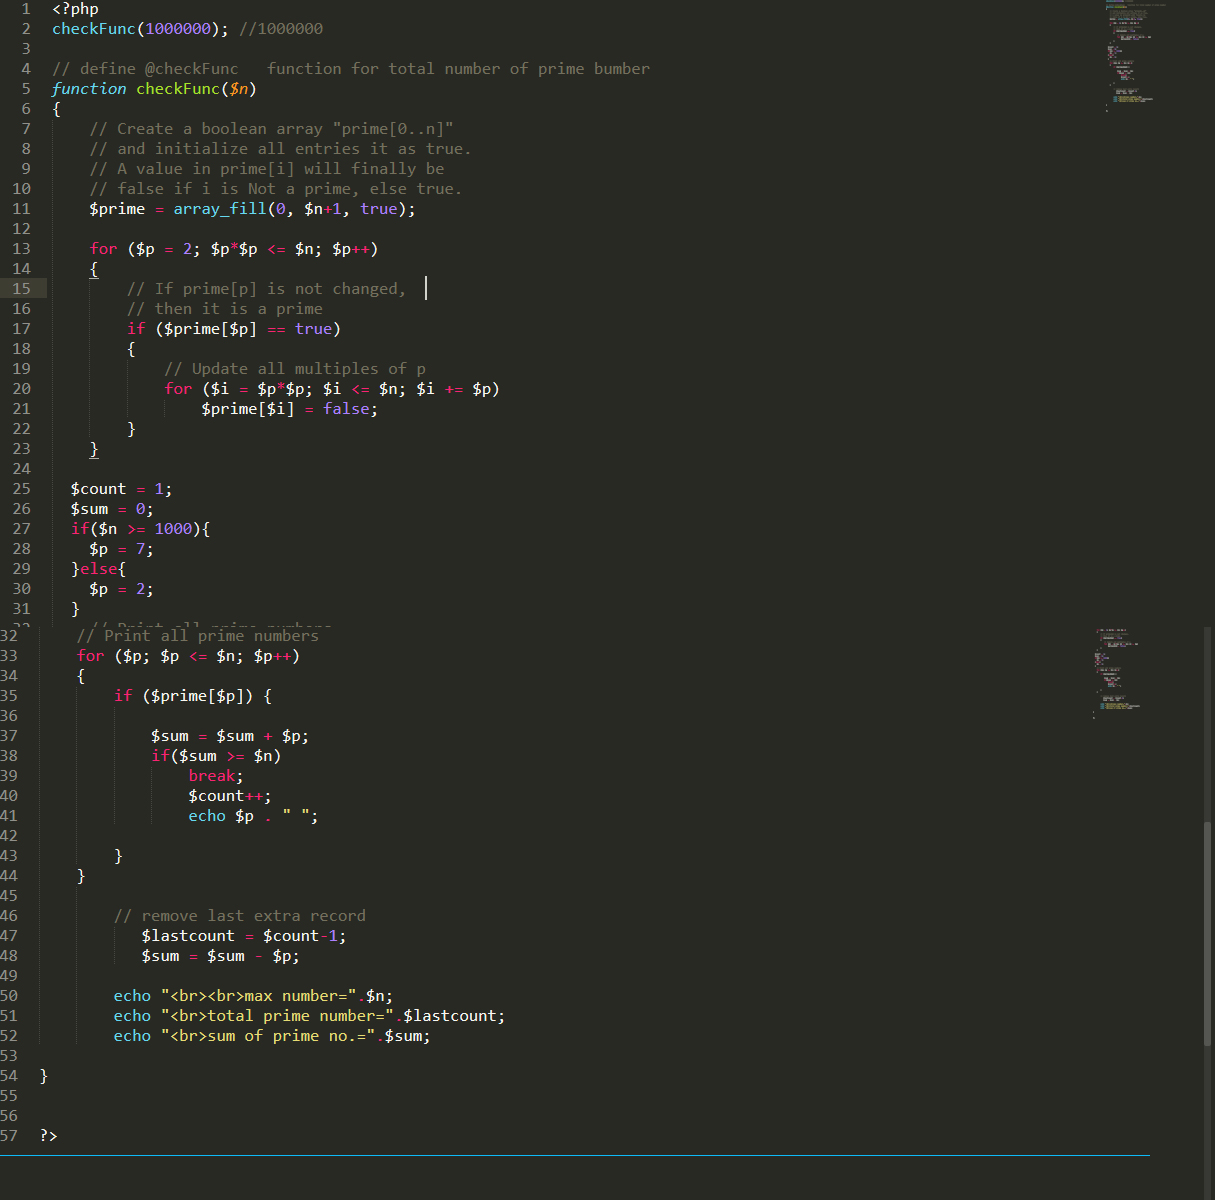 1 <?php
2 checkFunc(1000000); //1000000
3
4 // define @checkFunc   function for total number of prime bumber
5 function checkFunc($n)
6 {
7     // Create a boolean array "prime[0..n]"
8     // and initialize all entries it as true.
9     // A value in prime[i] will finally be
10     // false if i is Not a prime, else true.
11     $prime = array_fill(0, $n+1, true);
12
13     for ($p = 2; $p*$p <= $n; $p++)
14     {
15         // If prime[p] is not changed,
16         // then it is a prime
17         if ($prime[$p] == true)
18         {
19             // Update all multiples of p
20             for ($i = $p*$p; $i <= $n; $i += $p)
21                 $prime[$i] = false;
22         }
23     }
24
25   $count = 1;
26   $sum = 0;
27   if($n >= 1000){
28     $p = 7;
29   }else{
30     $p = 2;
31   }
32     // Print all prime numbers
32     // Print all prime numbers
33     for ($p; $p <= $n; $p++)
34     {
35         if ($prime[$p]) {
36
37             $sum = $sum + $p;
38             if($sum >= $n)
39                 break;
40                 $count++;
41                 echo $p . " ";
42
43         }
44     }
45
46         // remove last extra record
47            $lastcount = $count-1;
48            $sum = $sum - $p;
49
50         echo "<br><br>max number=".$n;
51         echo "<br>total prime number=".$lastcount;
52         echo "<br>sum of prime no.=".$sum;
53
54 }
55
56
57 ?>